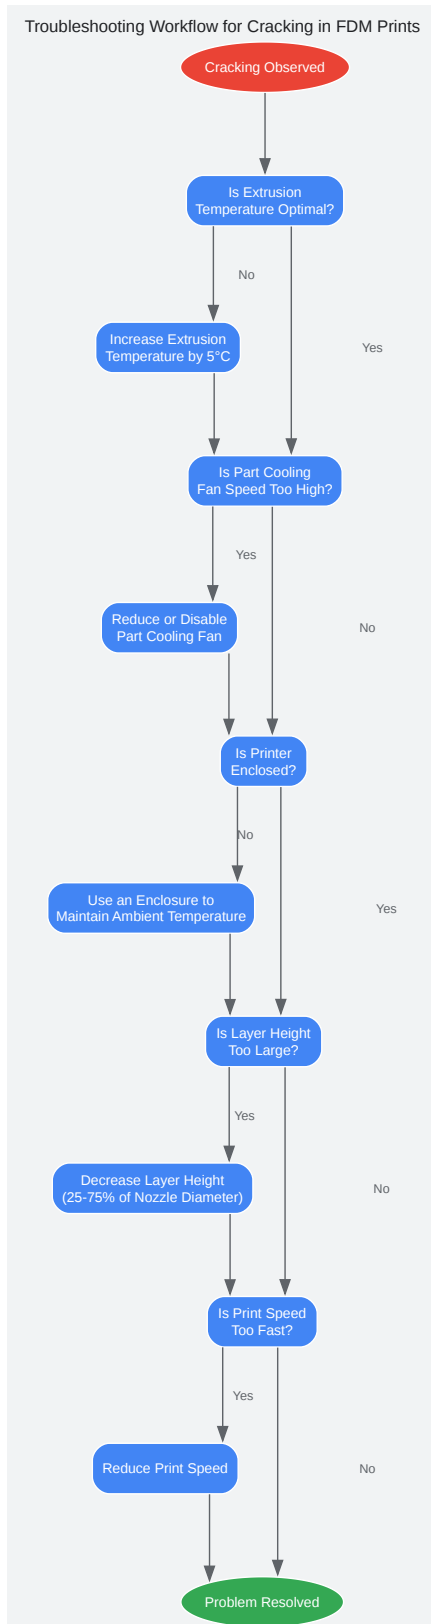 Troubleshooting Workflow for Cracking in FDM Prints
Cracking Observed
Is Extrusion
Temperature Optimal?
No
Increase Extrusion
Temperature by 5°C
Yes
Is Part Cooling
Fan Speed Too High?
Yes
Reduce or Disable
Part Cooling Fan
No
Is Printer
Enclosed?
No
Use an Enclosure to
Maintain Ambient Temperature
Yes
Is Layer Height
Too Large?
Yes
Decrease Layer Height
(25-75% of Nozzle Diameter)
No
Is Print Speed
Too Fast?
Yes
Reduce Print Speed
No
Problem Resolved